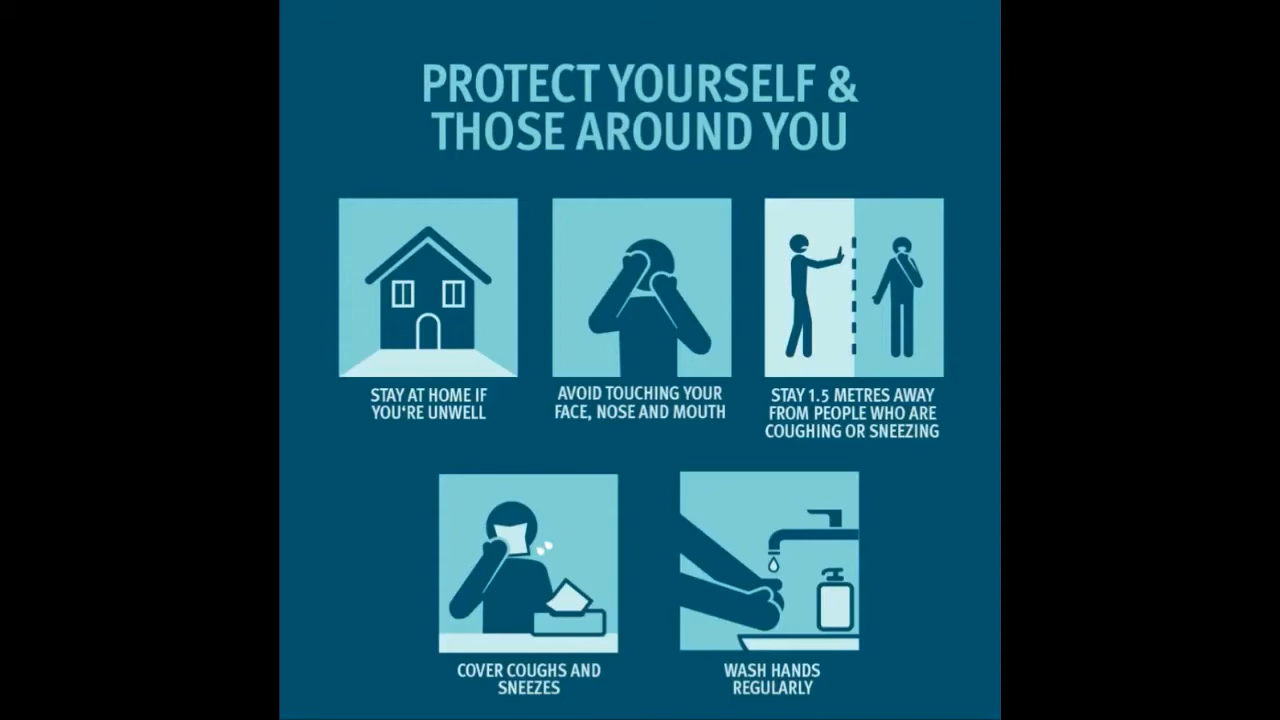 PROTECT YOURSELF &
THOSE AROUND YOU
STAY AT HOME IF
YOU'RE UNWELL
AVOID TOUCHING YOUR
FACE, NOSE AND MOUTH
STAY 1.5 METRES AWAY
FROM PEOPLE WHO ARE
COUGHING OR SNEEZING
COVER COUGHS AND
SNEEZES
WASH HANDS
REGULARLY